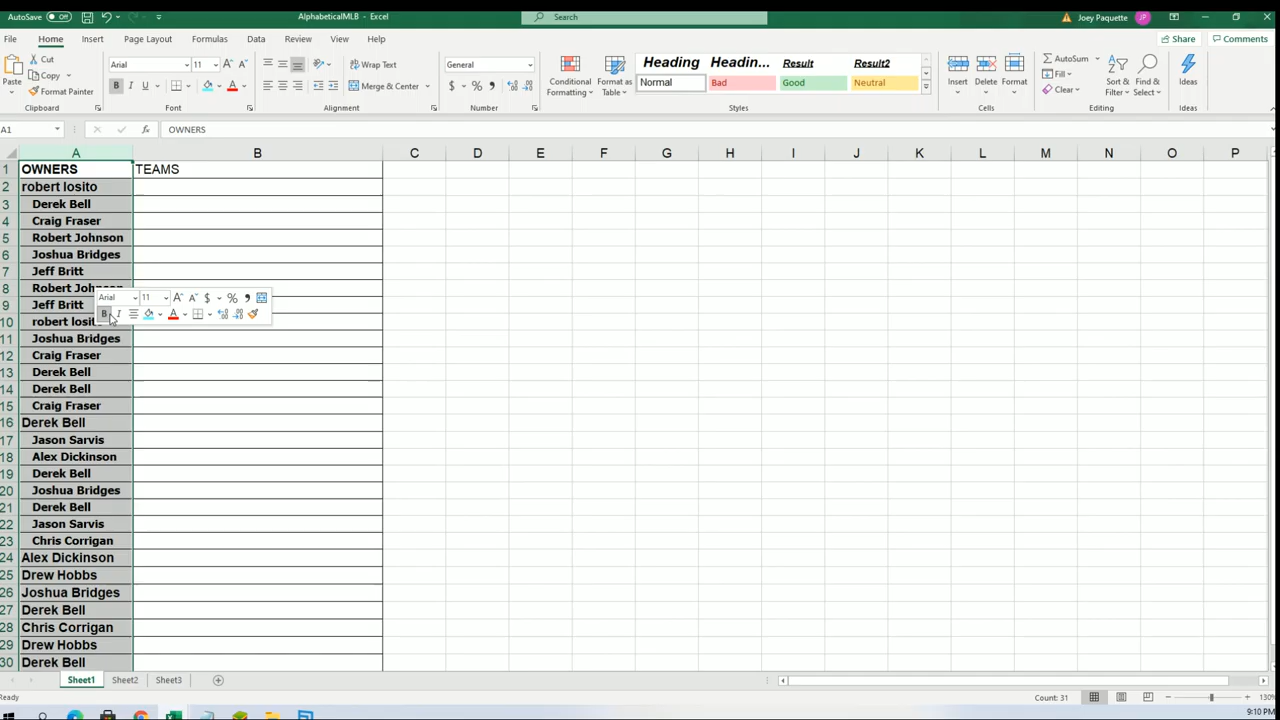 AutoSave Off AlphabeticalMLB - Excel Search Joey Paquette JP
File Home Insert Page Layout Formulas Data Review View Help Share Comments
Cut
Copy
Format Painter
Paste
Clipboard
Arial 11
B I U
Font
Wrap Text
Merge & Center
Alignment
General
$ % ,
Number
Conditional Formatting
Format as Table
Heading Headin... Result Result2
Normal Bad Good Neutral
Styles
Insert Delete Format
Cells
AutoSum
Fill
Clear
Sort & Filter
Find & Select
Editing
Ideas
Ideas
A1 fx OWNERS
A B C D E F G H I J K L M N O P
1 OWNERS TEAMS
2 robert losito
3 Derek Bell
4 Craig Fraser
5 Robert Johnson
6 Joshua Bridges
7 Jeff Britt
8 Robert Johnson
9 Jeff Britt
10 robert losito
11 Joshua Bridges
12 Craig Fraser
13 Derek Bell
14 Derek Bell
15 Craig Fraser
16 Derek Bell
17 Jason Sarvis
18 Alex Dickinson
19 Derek Bell
20 Joshua Bridges
21 Derek Bell
22 Jason Sarvis
23 Chris Corrigan
24 Alex Dickinson
25 Drew Hobbs
26 Joshua Bridges
27 Derek Bell
28 Chris Corrigan
29 Drew Hobbs
30 Derek Bell
Arial 11 A A $ % ,
B I A
Sheet1 Sheet2 Sheet3
Ready Count: 31 130%
9:10 PM